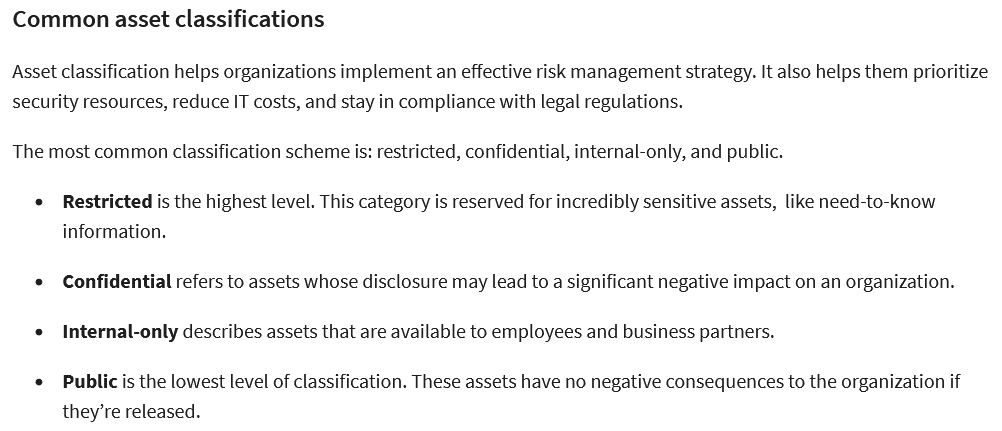 Common asset classifications
Asset classification helps organizations implement an effective risk management strategy. It also helps them prioritize
security resources, reduce IT costs, and stay in compliance with legal regulations.
The most common classification scheme is: restricted, confidential, internal-only, and public.
• Restricted is the highest level. This category is reserved for incredibly sensitive assets,  like need-to-know
information.
• Confidential refers to assets whose disclosure may lead to a significant negative impact on an organization.
• Internal-only describes assets that are available to employees and business partners.
• Public is the lowest level of classification. These assets have no negative consequences to the organization if
they’re released.